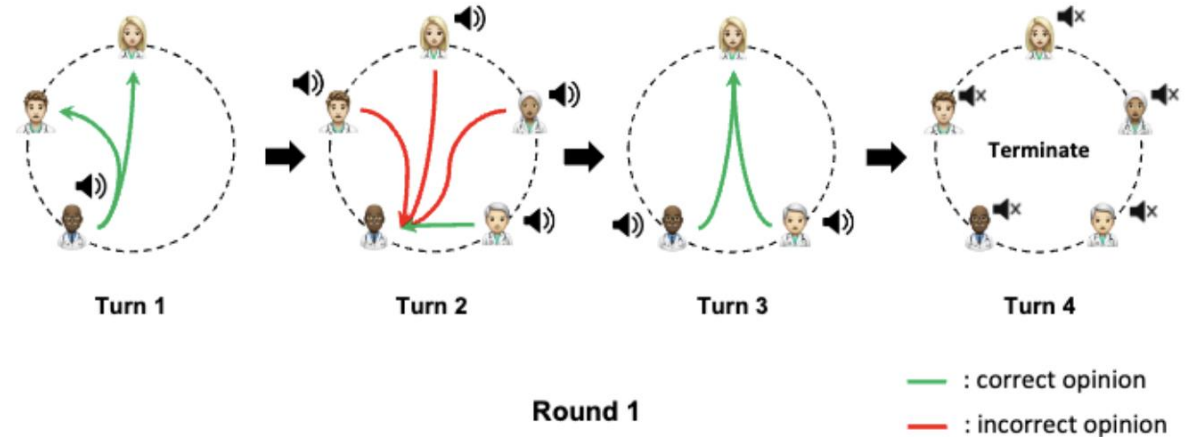 Terminate
Turn 1
Turn 2
Turn 3
Turn 4
: correct opinion
Round 1
: incorrect opinion